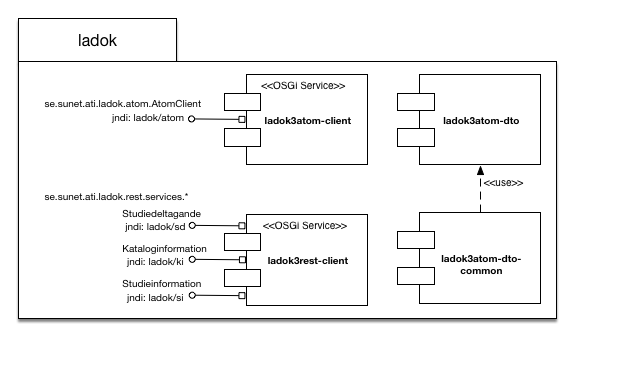 ladok
<<OSGi Service>>
se.sunet.ati.ladok.atom.AtomClient
jndi: ladok/atom
ladok3atom-client
ladok3atom-dto
<<use>>
se.sunet.ati.ladok.rest.services.*
Studiedeltagande
jndi: ladok/sd
<<OSGi Service>>
Kataloginformation
jndi: ladok/ki
ladok3rest-client
ladok3atom-dto-
common
Studieinformation
jndi: ladok/si